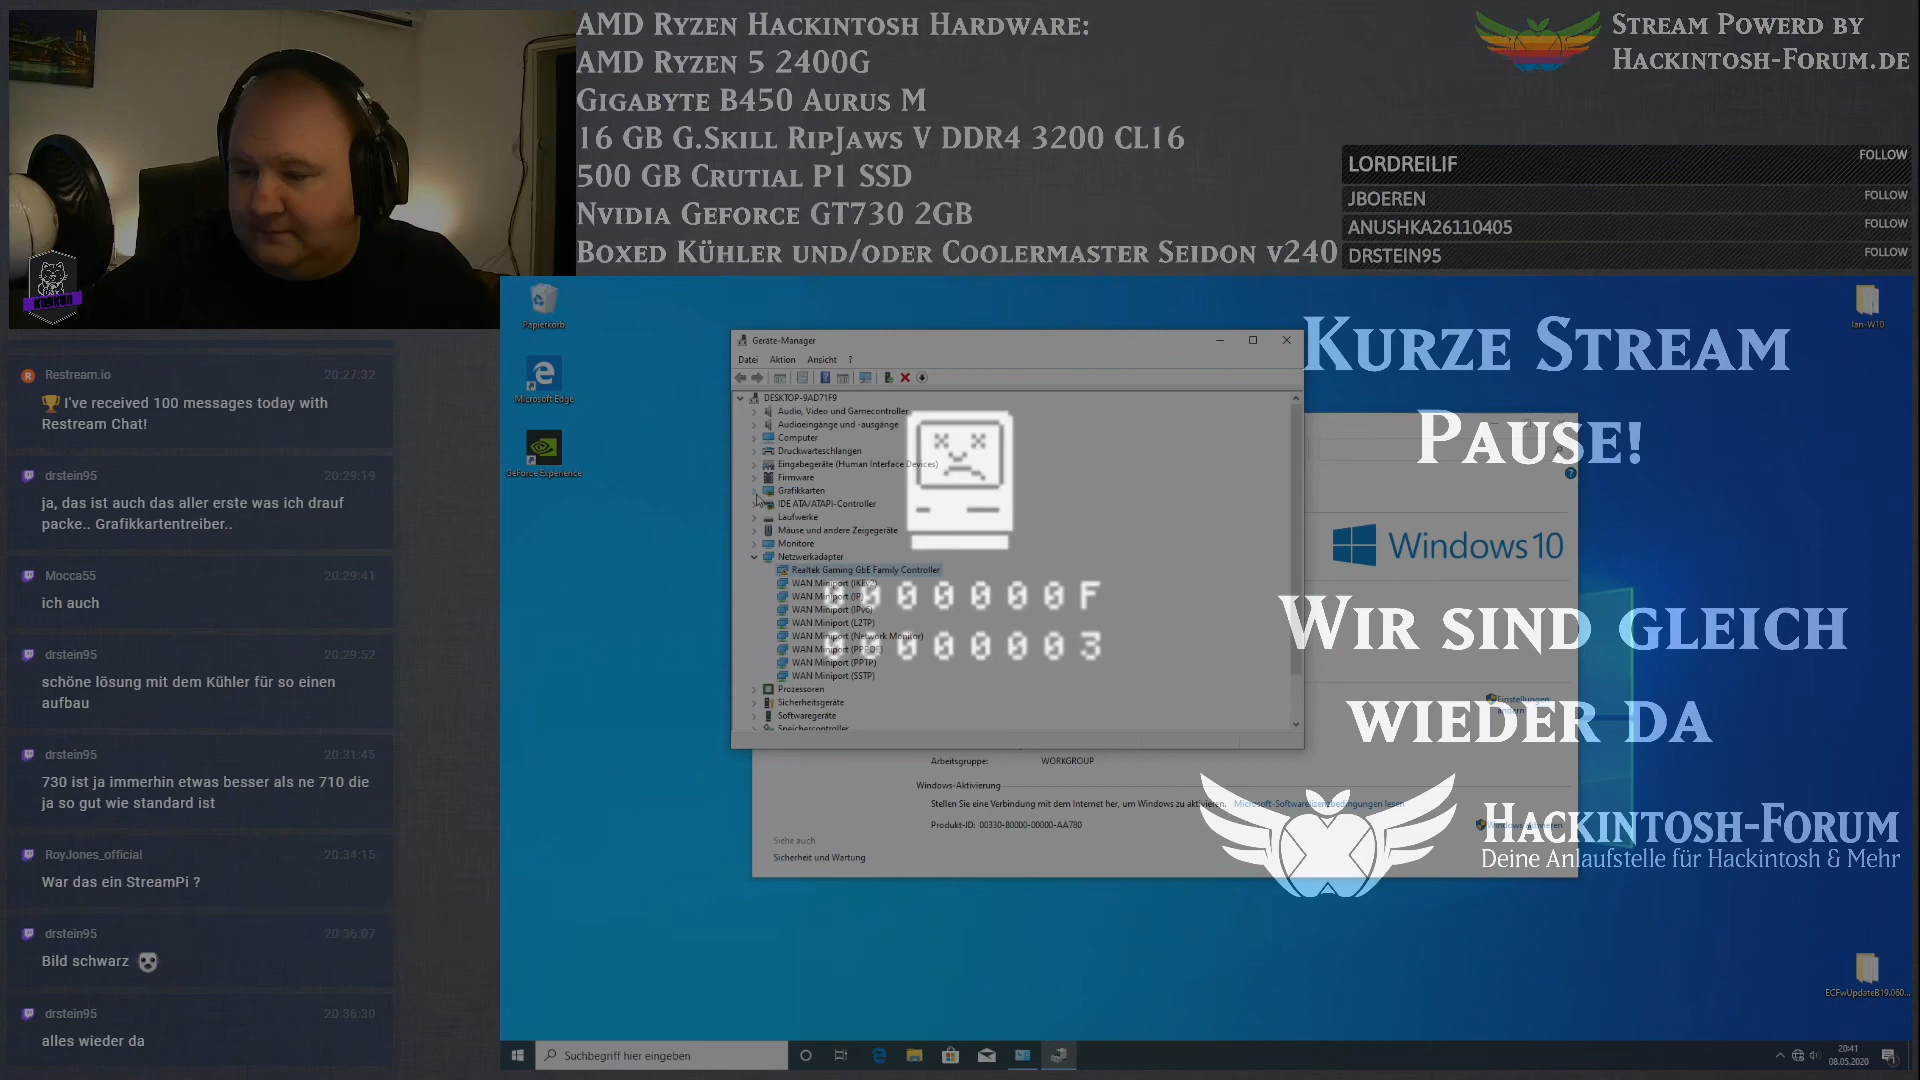 AMD Ryzen Hackintosh Hardware:
AMD Ryzen 5 2400G
Gigabyte B450 Aurus M
16 GB G.Skill RipJaws V DDR4 3200 CL16
500 GB Crutial P1 SSD
Nvidia Geforce GT730 2GB
Boxed Kühler und/oder Coolermaster Seidon v240
Stream Powerd by
Hackintosh-Forum.de
LORDREILIF FOLLOW
JBOEREN FOLLOW
ANUSHKA26110405 FOLLOW
DRSTEIN95 FOLLOW
Restream.io 20:27:32
I've received 100 messages today with
Restream Chat!
drstein95 20:29:19
ja, das ist auch das aller erste was ich drauf
packe.. Grafikkartentreiber..
Mocca55 20:29:41
ich auch
drstein95 20:29:52
schöne lösung mit dem Kühler für so einen
aufbau
drstein95 20:31:45
730 ist ja immerhin etwas besser als ne 710 die
ja so gut wie standard ist
RoyJones_official 20:34:15
War das ein StreamPi ?
drstein95 20:36:07
Bild schwarz
drstein95 20:36:30
alles wieder da
Papierkorb
Microsoft Edge
GeForce Experience
Geräte-Manager
Datei Aktion Ansicht ?
DESKTOP-9AD71F9
Audio, Video und Gamecontroller
Audioeingänge und -ausgänge
Computer
Druckwarteschlangen
Eingabegeräte (Human Interface Devices)
Firmware
Grafikkarten
IDE ATA/ATAPI-Controller
Laufwerke
Mäuse und andere Zeigegeräte
Monitore
Netzwerkadapter
Realtek Gaming GbE Family Controller
WAN Miniport (IKEv2)
WAN Miniport (IP)
WAN Miniport (IPv6)
WAN Miniport (L2TP)
WAN Miniport (Network Monitor)
WAN Miniport (PPPOE)
WAN Miniport (PPTP)
WAN Miniport (SSTP)
Prozessoren
Sicherheitsgeräte
Softwaregeräte
Speichercontroller
0000000F
00000003
Kurze Stream
Pause!
Wir sind gleich
wieder da
Hackintosh-Forum
Deine Anlaufstelle für Hackintosh & Mehr
Windows 10
Einstellungen
ändern
Arbeitsgruppe: WORKGROUP
Windows-Aktivierung
Stellen Sie eine Verbindung mit dem Internet her, um Windows zu aktivieren. Microsoft-Softwarelizenzbedingungen lesen
Produkt-ID: 00330-80000-00000-AA780
Windows aktivieren
Siehe auch
Sicherheit und Wartung
lan-W10
Suchbegriff hier eingeben
20:41
08.05.2020